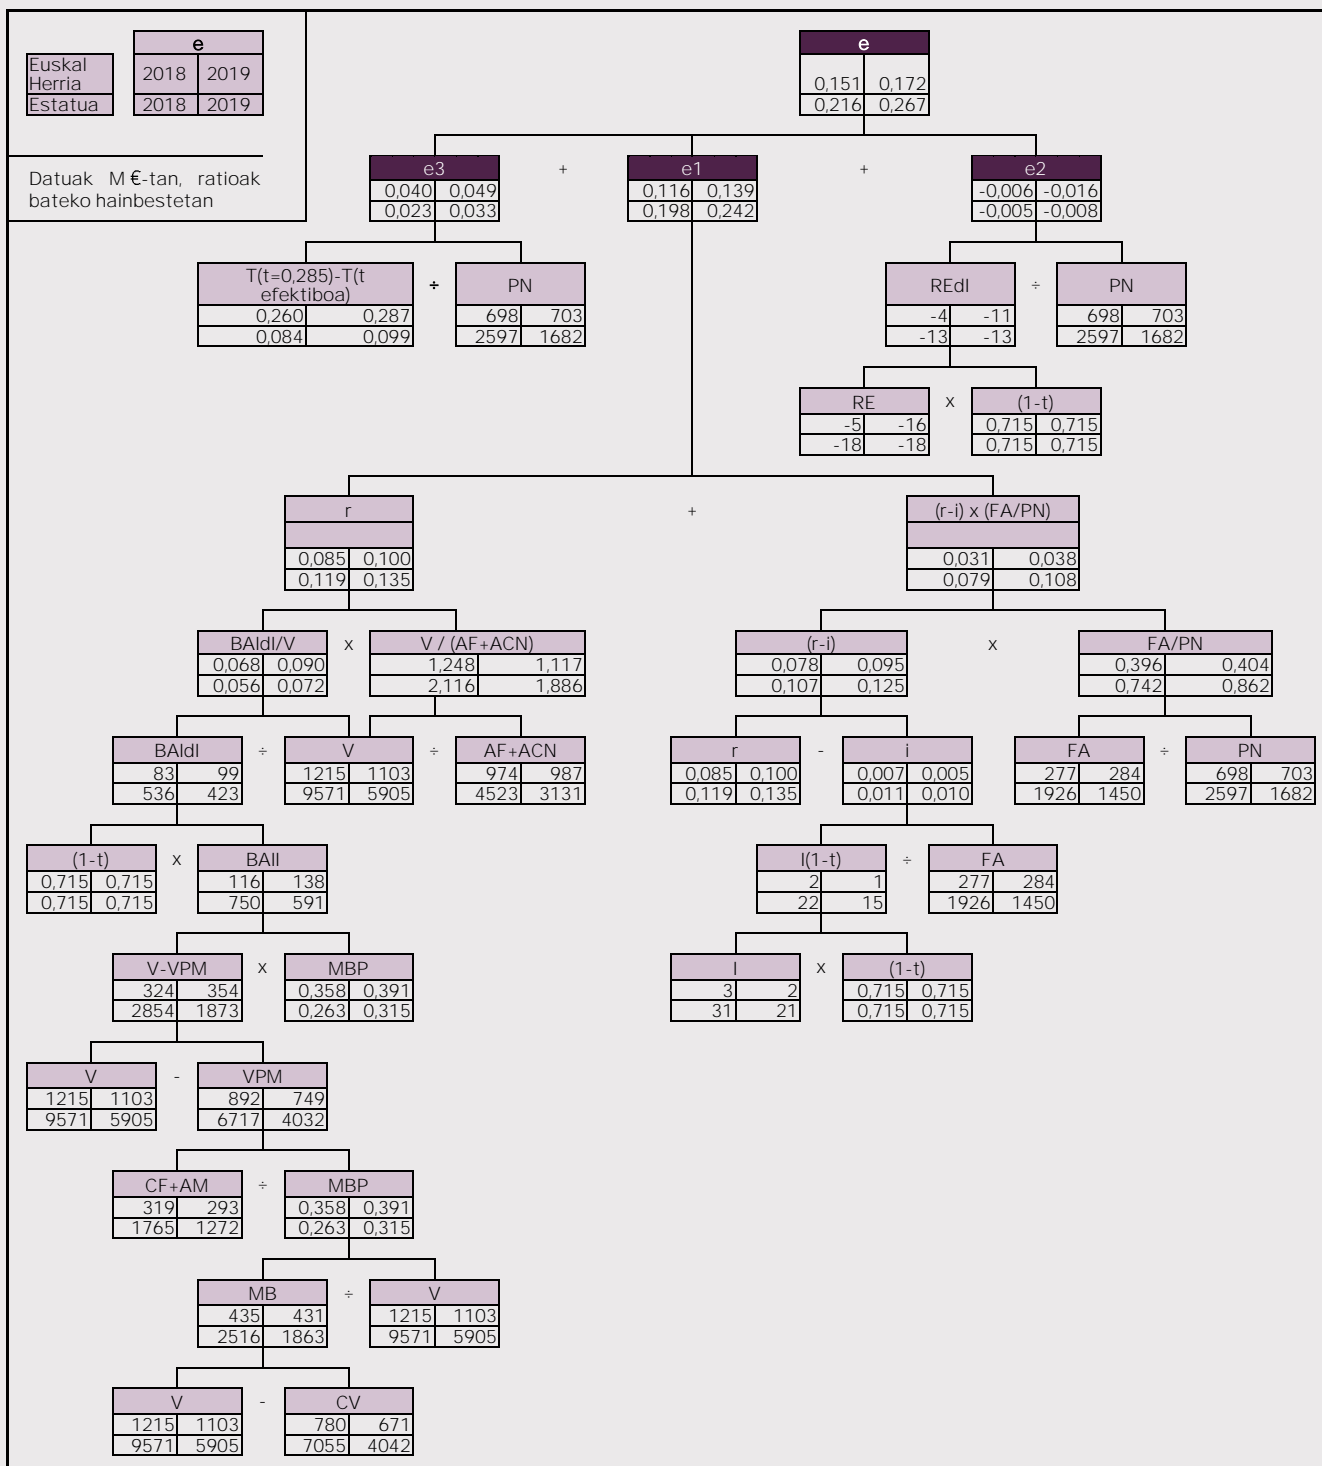 e
Euskal Herria 2018 2019
Estatua 2018 2019
Datuak M €-tan, ratioak
bateko hainbestetan
e
0,151 0,172
0,216 0,267
e3 + e1 + e2
0,040 0,049 0,116 0,139 -0,006 -0,016
0,023 0,033 0,198 0,242 -0,005 -0,008
T(t=0,285)-T(t
efektiboa) ÷ PN REdI ÷ PN
0,260 0,287 698 703 -4 -11 698 703
0,084 0,099 2597 1682 -13 -13 2597 1682
RE x (1-t)
-5 -16 0,715 0,715
-18 -18 0,715 0,715
r + (r-i) x (FA/PN)
0,085 0,100 0,031 0,038
0,119 0,135 0,079 0,108
BAIdI/V x V / (AF+ACN) (r-i) x FA/PN
0,068 0,090 1,248 1,117 0,078 0,095 0,396 0,404
0,056 0,072 2,116 1,886 0,107 0,125 0,742 0,862
BAIdI ÷ V ÷ AF+ACN r - i FA ÷ PN
83 99 1215 1103 974 987 0,085 0,100 0,007 0,005 277 284 698 703
536 423 9571 5905 4523 3131 0,119 0,135 0,011 0,010 1926 1450 2597 1682
(1-t) x BAII I(1-t) ÷ FA
0,715 0,715 116 138 2 1 277 284
0,715 0,715 750 591 22 15 1926 1450
V-VPM x MBP I x (1-t)
324 354 0,358 0,391 3 2 0,715 0,715
2854 1873 0,263 0,315 31 21 0,715 0,715
V - VPM
1215 1103 892 749
9571 5905 6717 4032
CF+AM ÷ MBP
319 293 0,358 0,391
1765 1272 0,263 0,315
MB ÷ V
435 431 1215 1103
2516 1863 9571 5905
V - CV
1215 1103 780 671
9571 5905 7055 4042